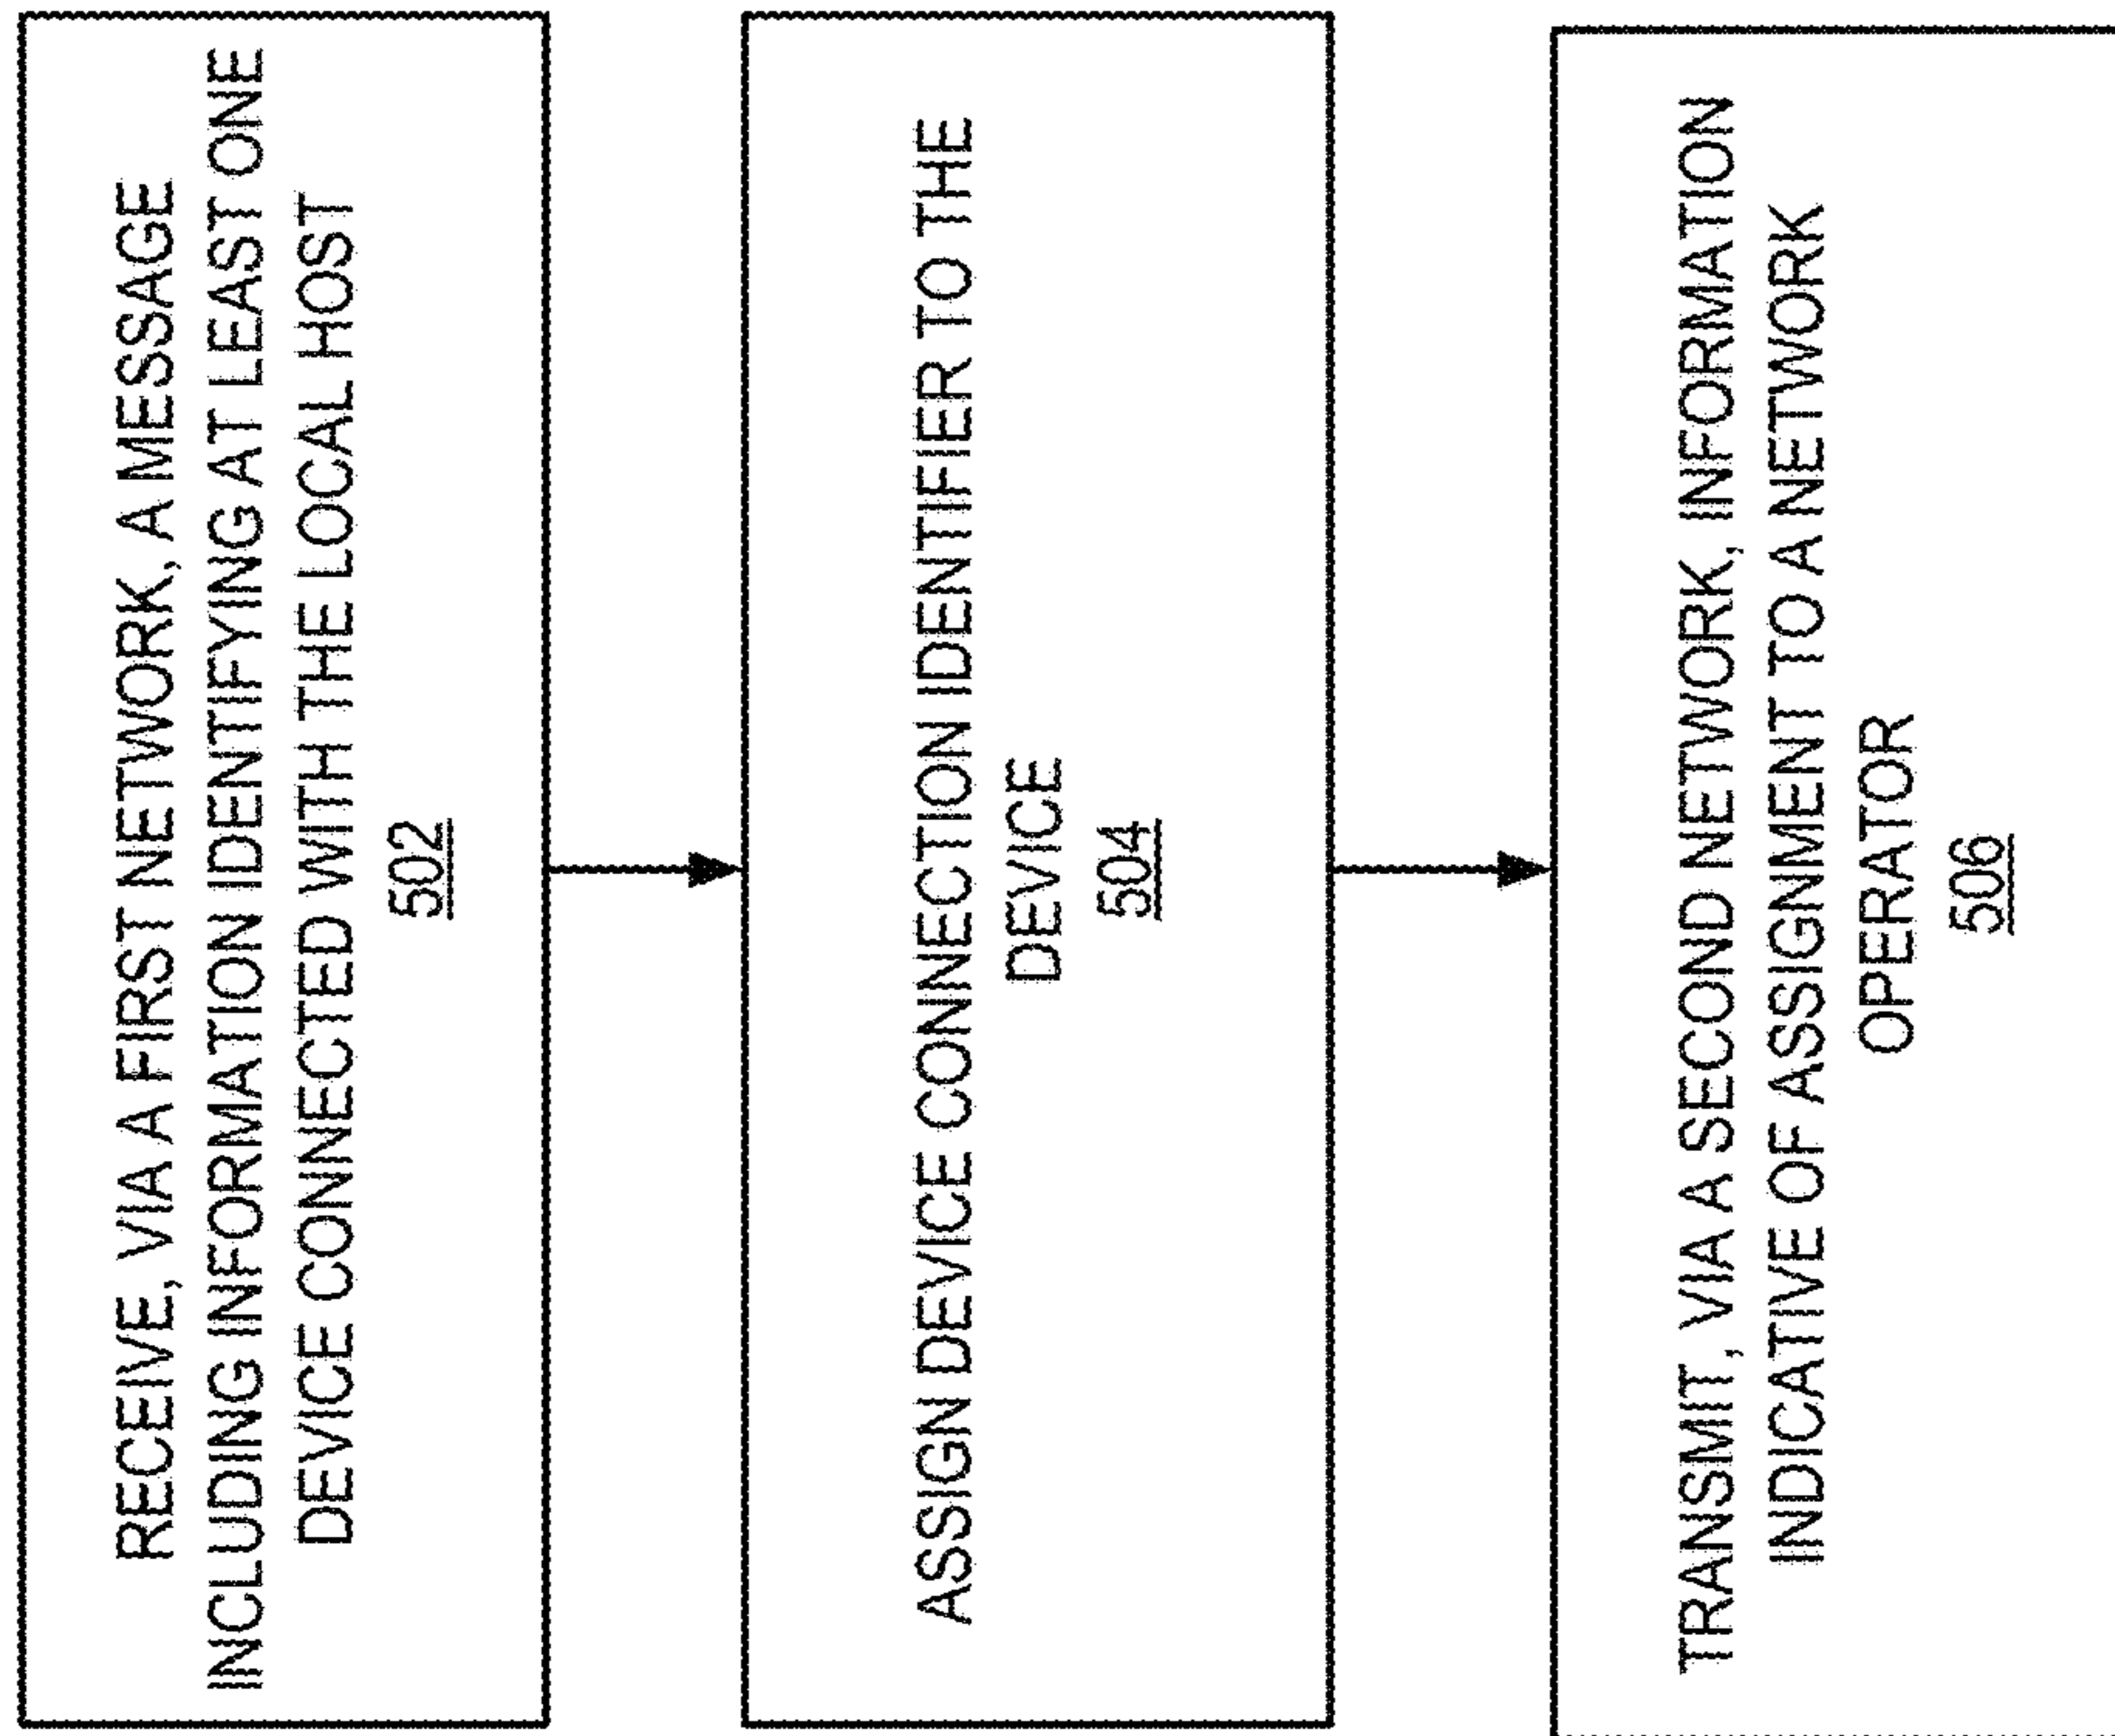 RECEIVE, VIA A FIRST NETWORK, A MESSAGE
INCLUDING INFORMATION IDENTIFYING AT LEAST ONE
DEVICE CONNECTED WITH THE LOCAL HOST
502
ASSIGN DEVICE CONNECTION IDENTIFIER TO THE
DEVICE
504
TRANSMIT, VIA A SECOND NETWORK, INFORMATION
INDICATIVE OF ASSIGNMENT TO A NETWORK
OPERATOR
506